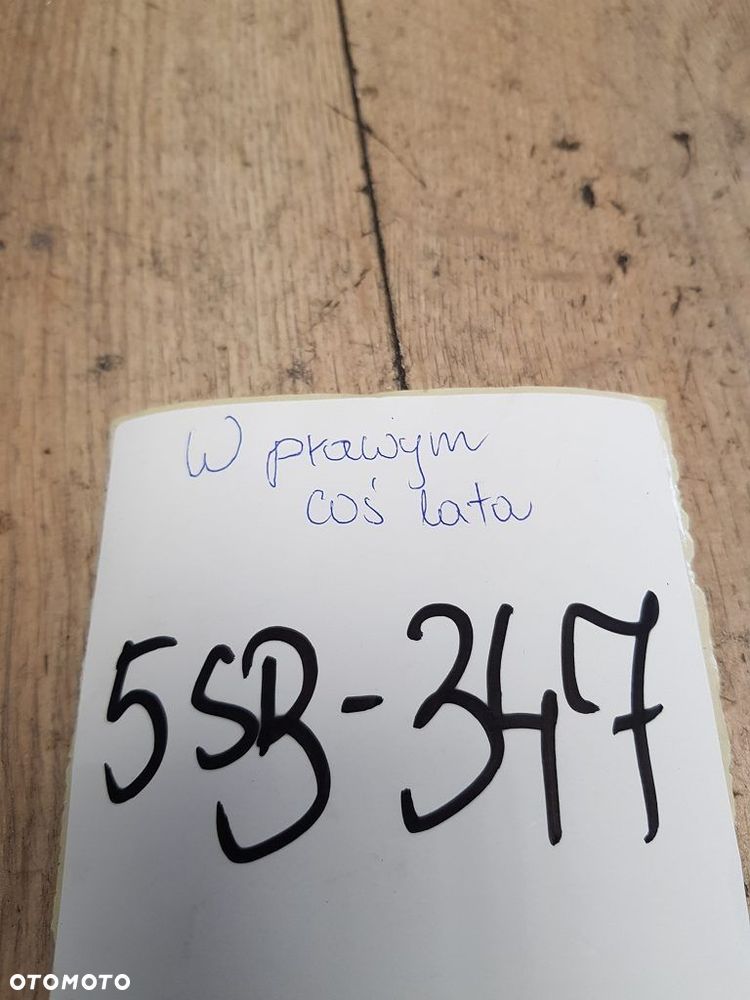 W prawym
coś lata
5SB-347
OTOMOTO